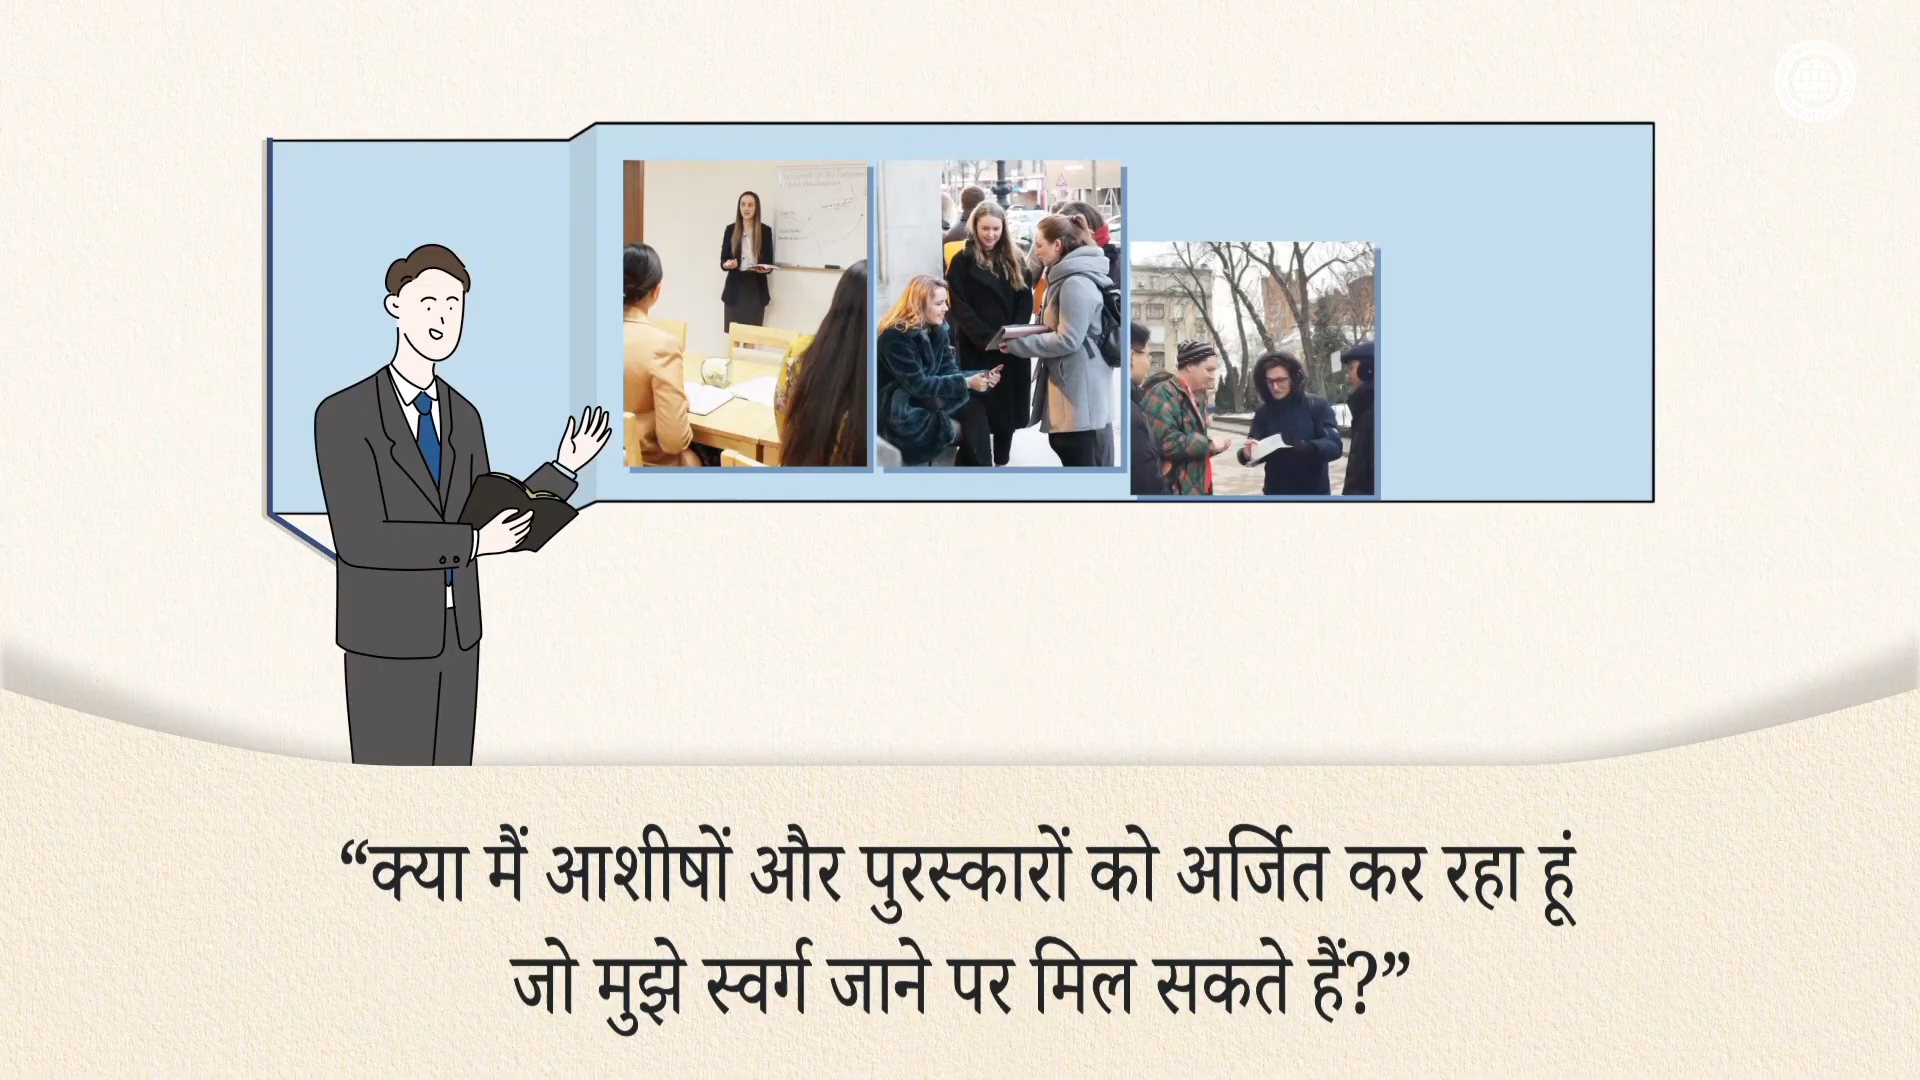 “क्या मैं आशीषों और पुरस्कारों को अर्जित कर रहा हूं
जो मुझे स्वर्ग जाने पर मिल सकते हैं?”